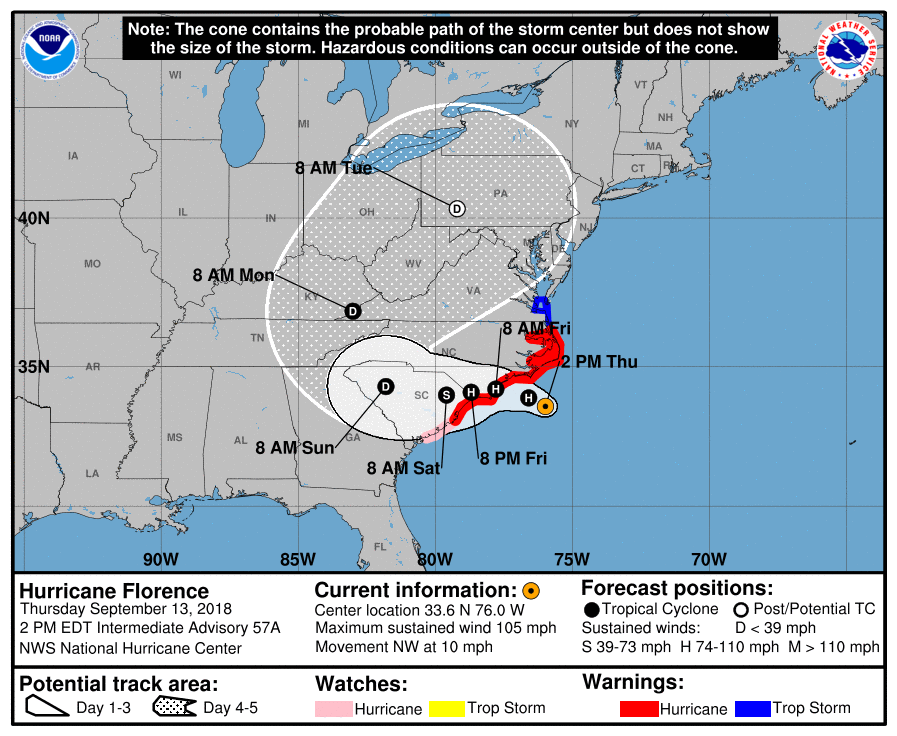 Note: The cone contains the probable path of the storm center but does not show
the size of the storm. Hazardous conditions can occur outside of the cone.
NOAA
NATIONAL WEATHER SERVICE
WI
VT
MI
NY
NH
MA
IA
CT
RI
8 AM Tue
D
PA
40N
IL
IN
OH
NJ
MD
DE
MO
WV
8 AM Mon
KY
VA
D
TN
8 AM Fri
NC
35N
AR
2 PM Thu
D
SC
S
H
H
H
MS
AL
GA
8 AM Sun
8 AM Sat
8 PM Fri
LA
FL
90W
85W
80W
75W
70W
Hurricane Florence
Thursday September 13, 2018
2 PM EDT Intermediate Advisory 57A
NWS National Hurricane Center
Current information:
Center location 33.6 N 76.0 W
Maximum sustained wind 105 mph
Movement NW at 10 mph
Forecast positions:
Tropical Cyclone Post/Potential TC
Sustained winds: D < 39 mph
S 39-73 mph H 74-110 mph M > 110 mph
Potential track area:
Day 1-3 Day 4-5
Watches:
Hurricane Trop Storm
Warnings:
Hurricane Trop Storm